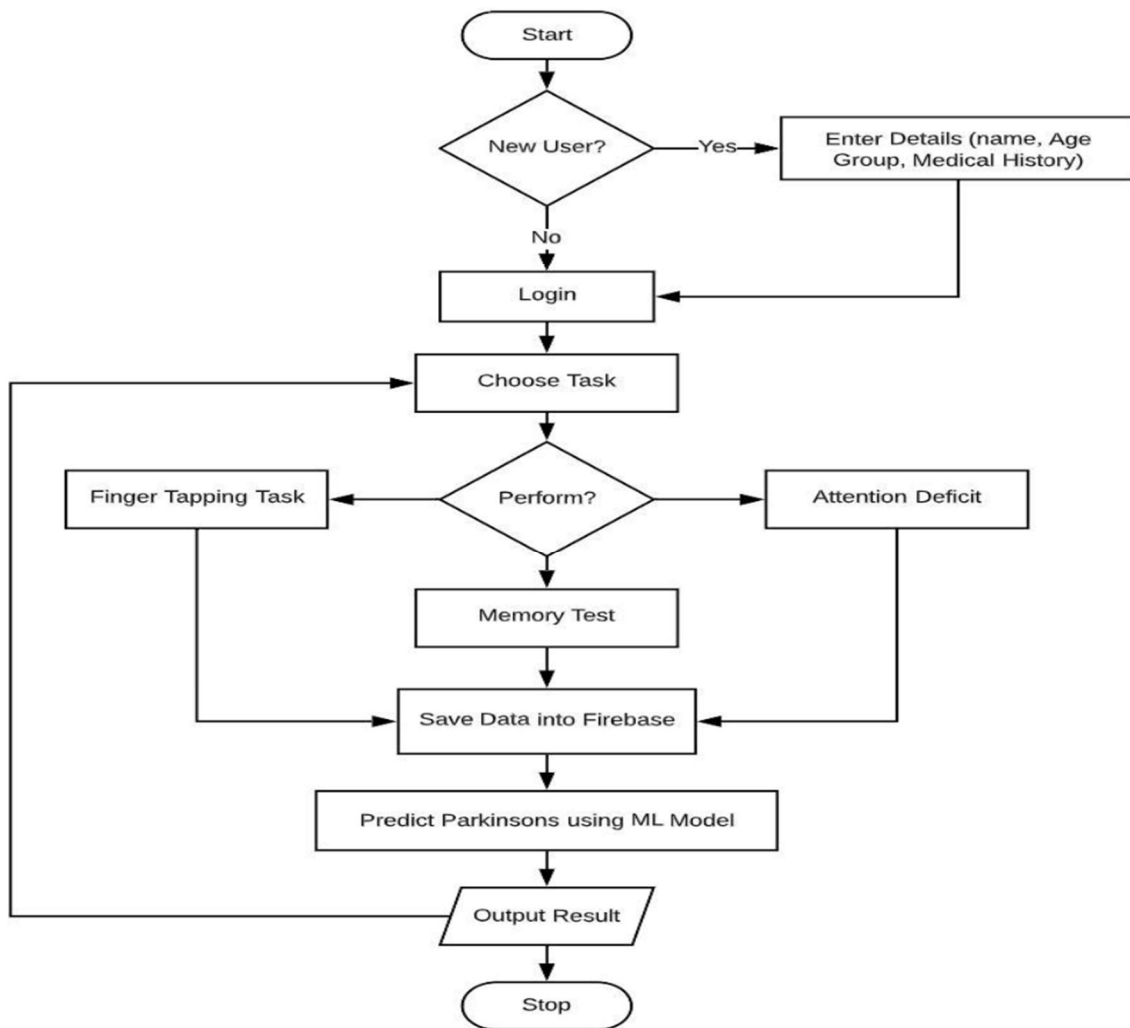 Start
New User?
Yes
Enter Details (name, Age
Group, Medical History)
No
Login
Choose Task
Finger Tapping Task
Perform?
Attention Deficit
Memory Test
Save Data into Firebase
Predict Parkinsons using ML Model
Output Result
Stop